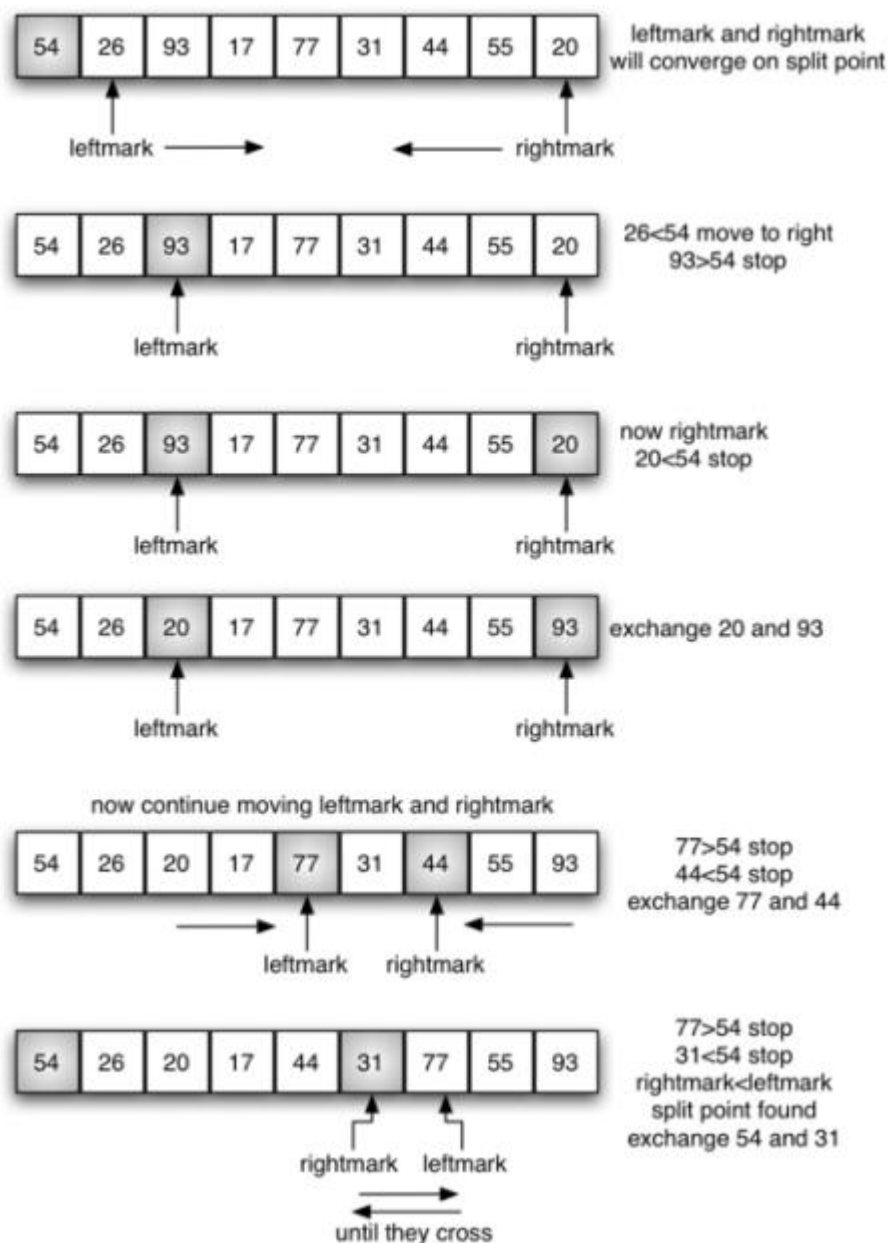 54 26 93 17 77 31 44 55 20
leftmark and rightmark
will converge on split point
leftmark rightmark
54 26 93 17 77 31 44 55 20
26<54 move to right
93>54 stop
leftmark rightmark
54 26 93 17 77 31 44 55 20
now rightmark
20<54 stop
leftmark rightmark
54 26 20 17 77 31 44 55 93
exchange 20 and 93
leftmark rightmark
now continue moving leftmark and rightmark
54 26 20 17 77 31 44 55 93
77>54 stop
44<54 stop
exchange 77 and 44
leftmark rightmark
54 26 20 17 44 31 77 55 93
77>54 stop
31<54 stop
rightmark<leftmark
split point found
exchange 54 and 31
rightmark leftmark
until they cross